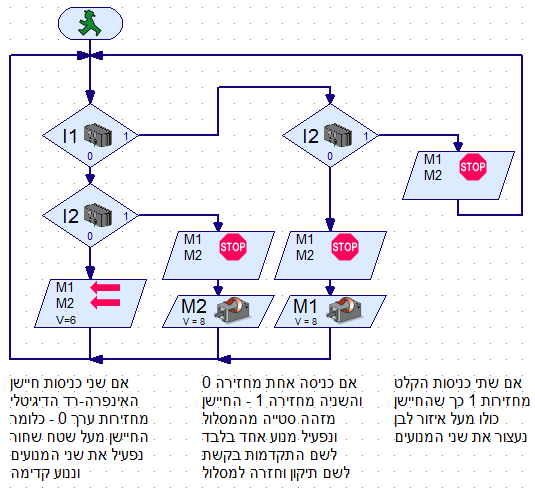 I1
1
0
I2
1
0
M1
M2
STOP
I2
1
0
M1
M2
STOP
M1
M2
STOP
M1
M2
V=6
M2
V = 8
M1
V = 8
אם שתי כניסות הקלט
מחזירות 1 כך שהחיישן
כולו מעל איזור לבן
נעצור את שני המנועים
אם כניסה אחת מחזירה 0
והשניה מחזירה 1 - החיישן
מזהה סטייה מהמסלול
ונפעיל מנוע אחד בלבד
לשם התקדמות בקשת
לשם תיקון וחזרה למסלול
אם שני כניסות חיישן
האינפרה-רד הדיגיטלי
מחזירות ערך 0 - כלומר
החיישן מעל שטח שחור
נפעיל את שני המנועים
וננוע קדימה